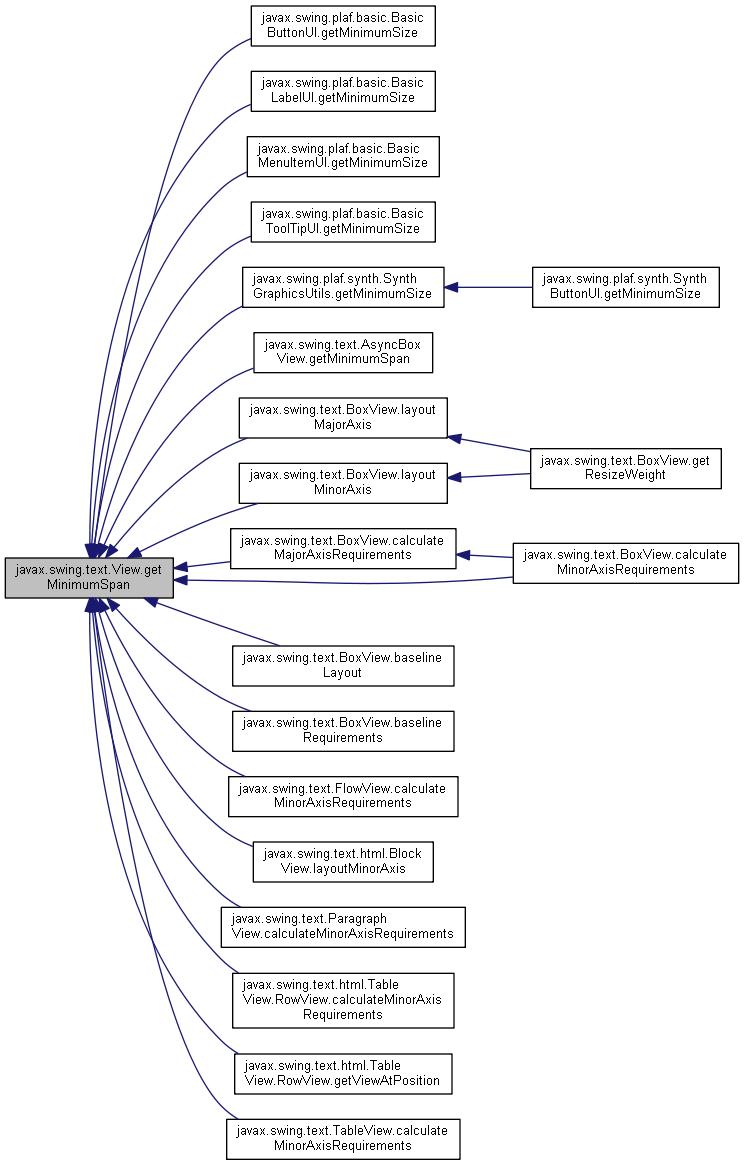 javax.swing.plaf.basic.Basic
ButtonUI.getMinimumSize
javax.swing.plaf.basic.Basic
LabelUI.getMinimumSize
javax.swing.plaf.basic.Basic
MenuItemUI.getMinimumSize
javax.swing.plaf.basic.Basic
ToolTipUI.getMinimumSize
javax.swing.plaf.synth.Synth
GraphicsUtils.getMinimumSize
javax.swing.plaf.synth.Synth
ButtonUI.getMinimumSize
javax.swing.text.AsyncBox
View.getMinimumSpan
javax.swing.text.BoxView.layout
MajorAxis
javax.swing.text.BoxView.get
ResizeWeight
javax.swing.text.BoxView.layout
MinorAxis
javax.swing.text.BoxView.calculate
MajorAxisRequirements
javax.swing.text.BoxView.calculate
MinorAxisRequirements
javax.swing.text.View.get
MinimumSpan
javax.swing.text.BoxView.baseline
Layout
javax.swing.text.BoxView.baseline
Requirements
javax.swing.text.FlowView.calculate
MinorAxisRequirements
javax.swing.text.html.Block
View.layoutMinorAxis
javax.swing.text.Paragraph
View.calculateMinorAxisRequirements
javax.swing.text.html.Table
View.RowView.calculateMinorAxis
Requirements
javax.swing.text.html.Table
View.RowView.getViewAtPosition
javax.swing.text.TableView.calculate
MinorAxisRequirements